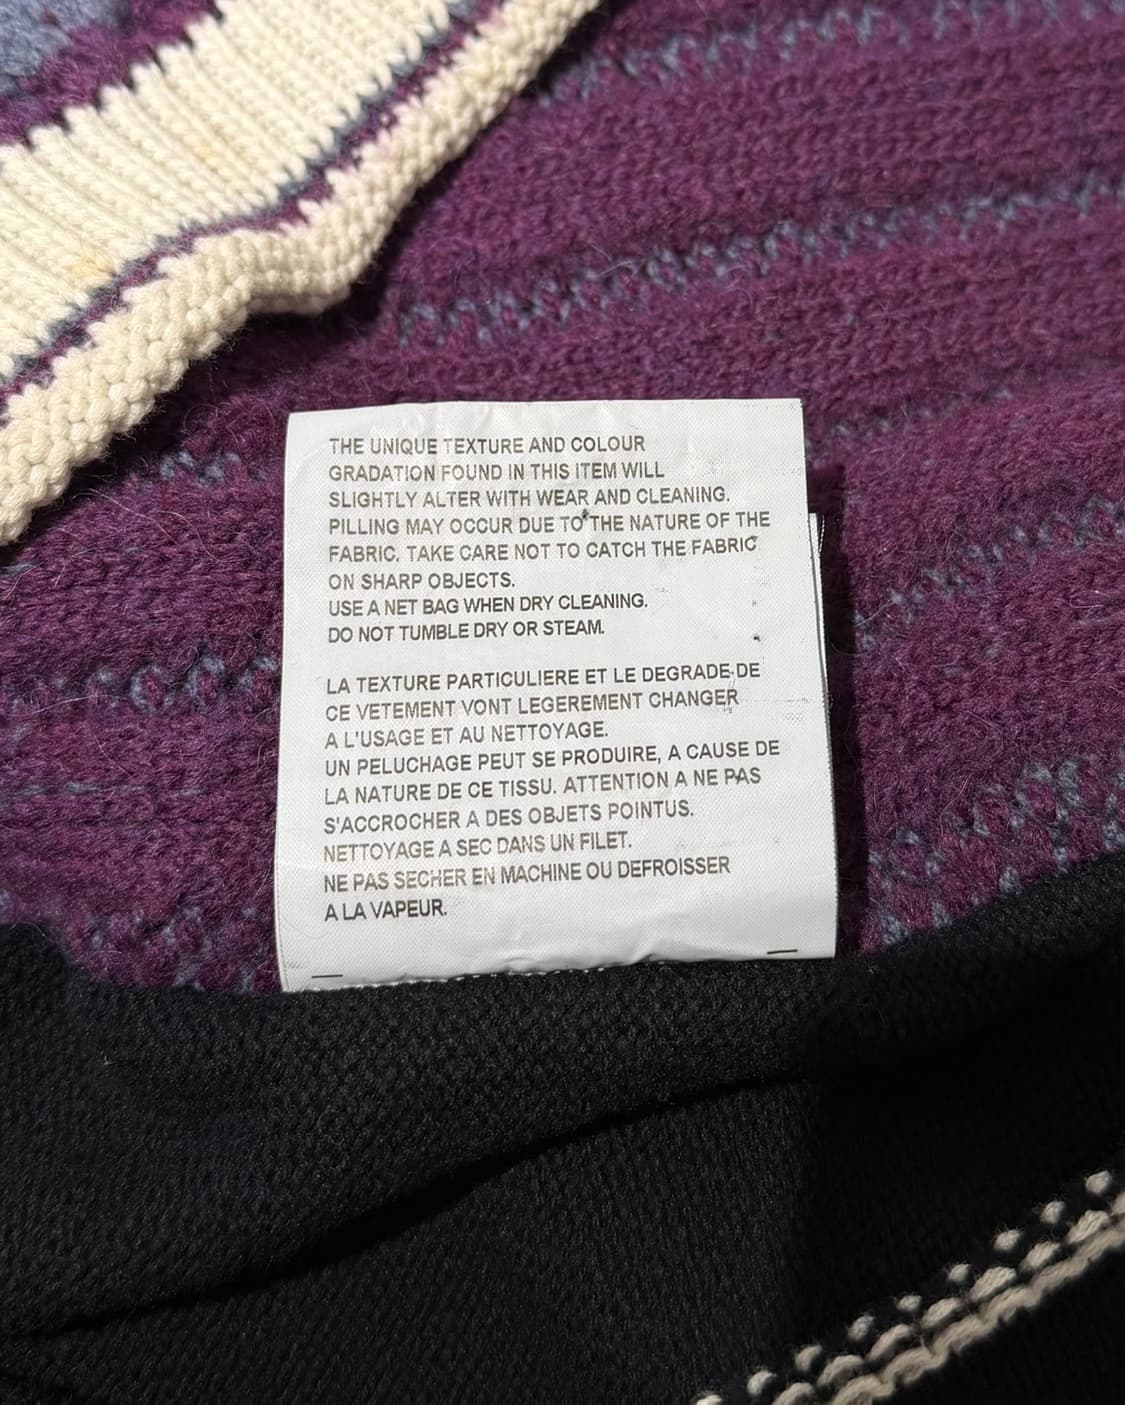 THE UNIQUE TEXTURE AND COLOUR
GRADATION FOUND IN THIS ITEM WILL
SLIGHTLY ALTER WITH WEAR AND CLEANING.
PILLING MAY OCCUR DUE TO THE NATURE OF THE
FABRIC. TAKE CARE NOT TO CATCH THE FABRIC
ON SHARP OBJECTS.
USE A NET BAG WHEN DRY CLEANING.
DO NOT TUMBLE DRY OR STEAM.
LA TEXTURE PARTICULIERE ET LE DEGRADE DE
CE VETEMENT VONT LEGEREMENT CHANGER
A L'USAGE ET AU NETTOYAGE.
UN PELUCHAGE PEUT SE PRODUIRE, A CAUSE DE
LA NATURE DE CE TISSU. ATTENTION A NE PAS
S'ACCROCHER A DES OBJETS POINTUS.
NETTOYAGE A SEC DANS UN FILET.
NE PAS SECHER EN MACHINE OU DEFROISSER
A LA VAPEUR.